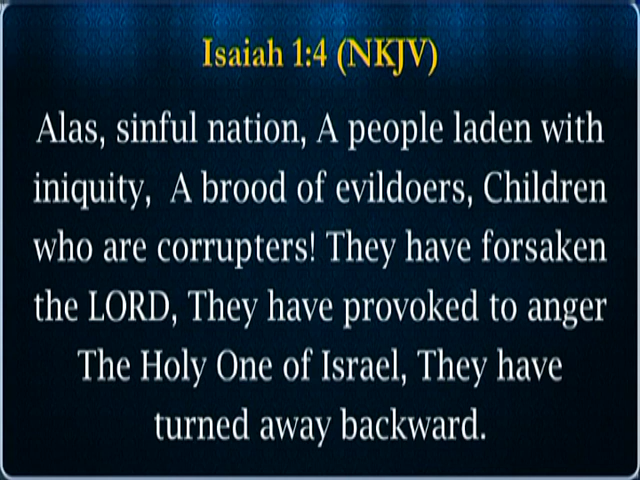 Isaiah 1:4 (NKJV)
Alas, sinful nation, A people laden with
iniquity,  A brood of evildoers, Children
who are corrupters! They have forsaken
the LORD, They have provoked to anger
The Holy One of Israel, They have
turned away backward.